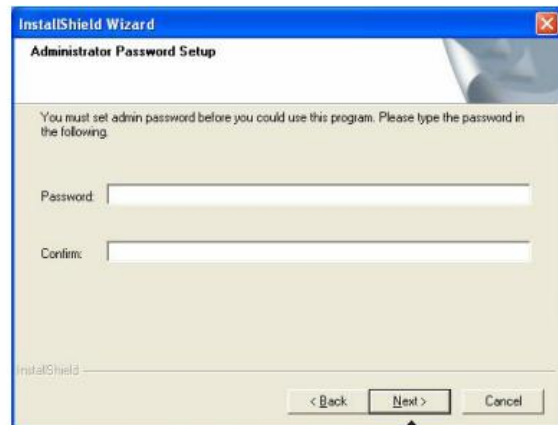 InstallShield Wizard
Administrator Password Setup
You must set admin password before you could use this program. Please type the password in
the following.
Password:
Confirm:
InstallShield
< Back Next > Cancel